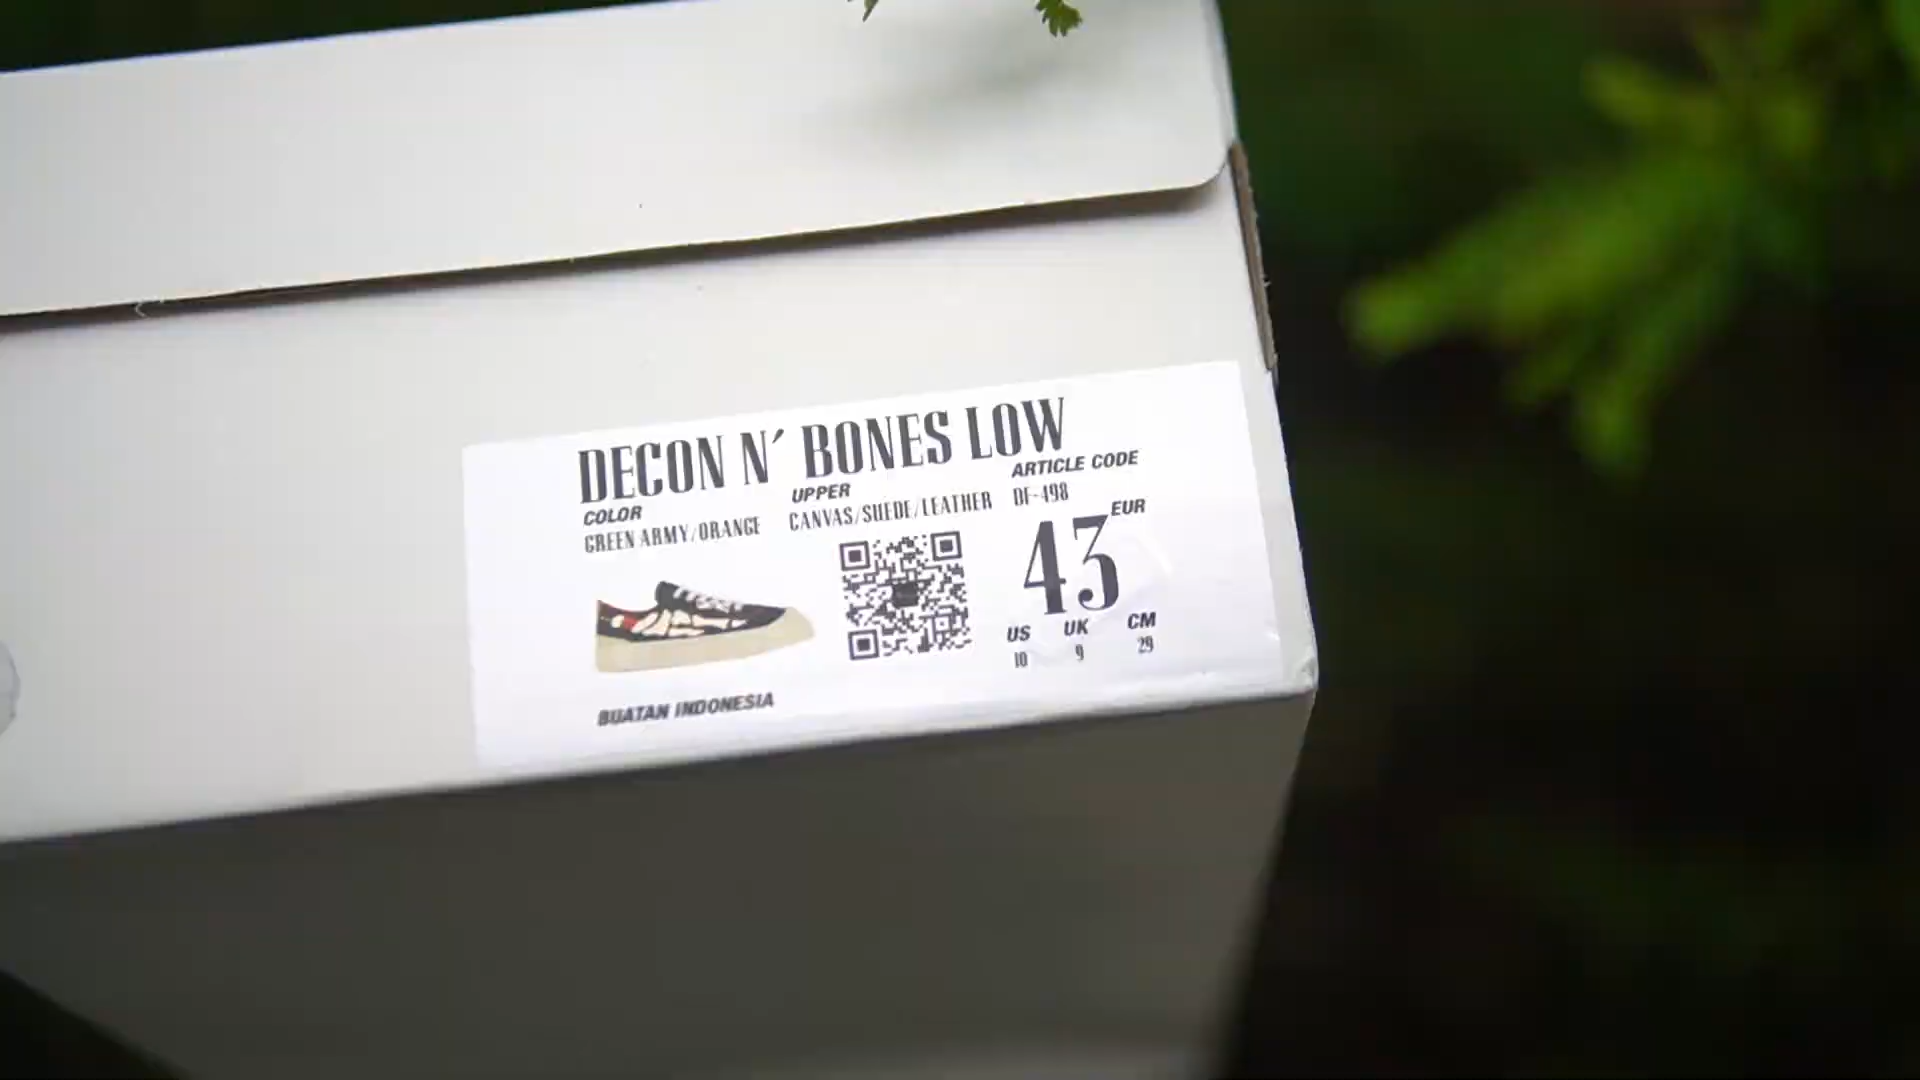 DECON N' BONES LOW
COLOR
GREEN ARMY/ORANGE
UPPER
CANVAS/SUEDE/LEATHER
ARTICLE CODE
DF-498
43 EUR
US UK CM
10 9 29
BUATAN INDONESIA